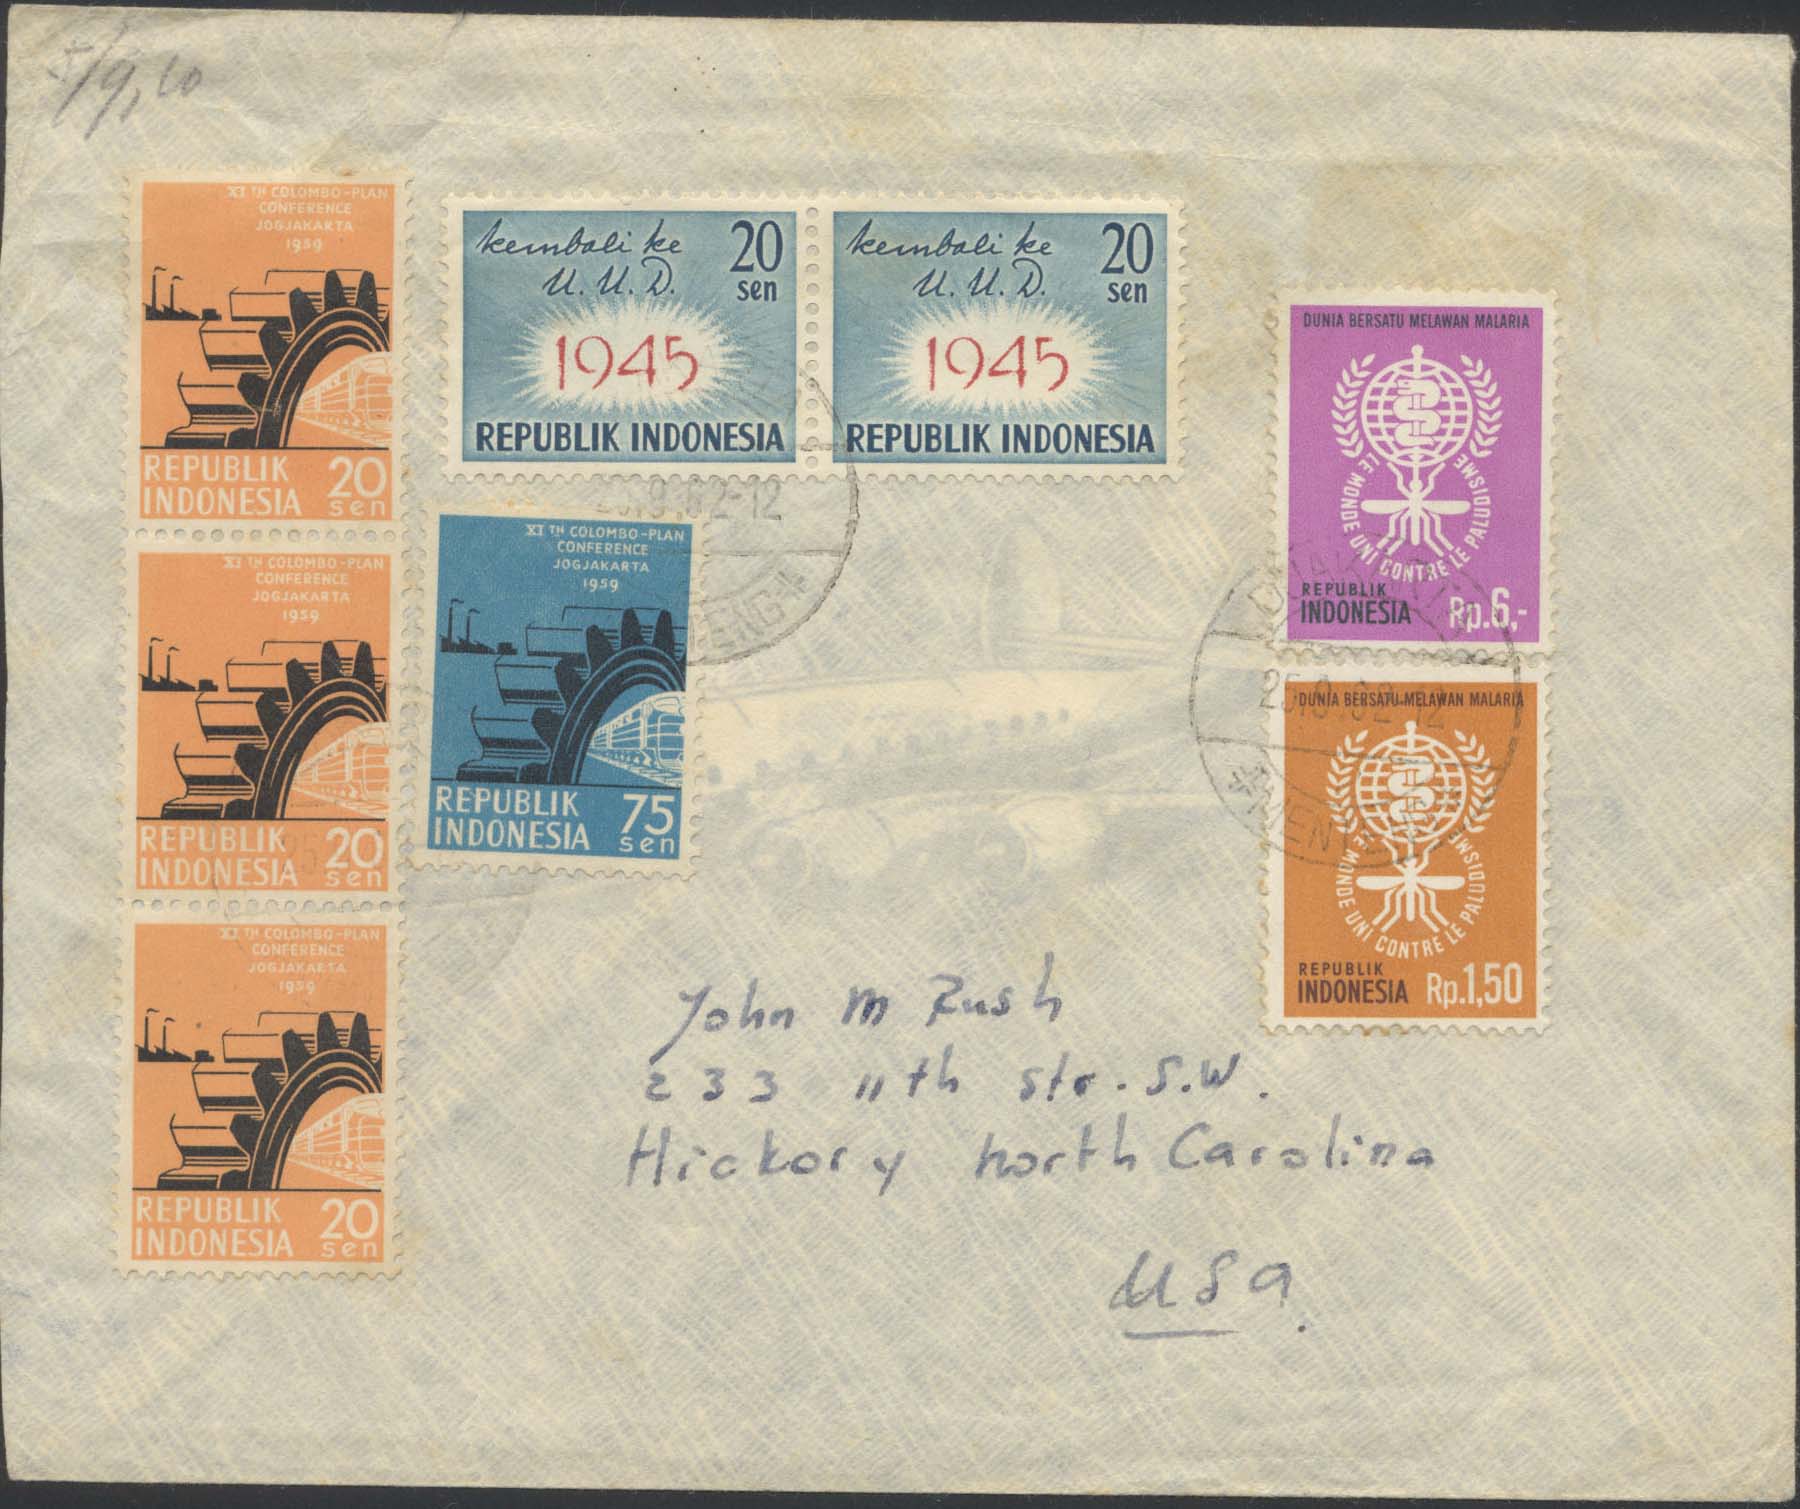 XI TH COLOMBO-PLAN
CONFERENCE
JOGJAKARTA
1959
REPUBLIK
INDONESIA
20
sen
XI TH COLOMBO-PLAN
CONFERENCE
JOGJAKARTA
1959
REPUBLIK
INDONESIA
20
sen
XI TH COLOMBO-PLAN
CONFERENCE
JOGJAKARTA
1959
REPUBLIK
INDONESIA
20
sen
kembali ke
U.U.D.
20
sen
1945
REPUBLIK INDONESIA
kembali ke
U.U.D.
20
sen
1945
REPUBLIK INDONESIA
XI TH COLOMBO-PLAN
CONFERENCE
JOGJAKARTA
1959
REPUBLIK
INDONESIA
75
sen
DUNIA BERSATU MELAWAN MALARIA
LE MONDE UNI CONTRE LE PALUDISME
REPUBLIK
INDONESIA
Rp.6,-
DUNIA BERSATU MELAWAN MALARIA
LE MONDE UNI CONTRE LE PALUDISME
REPUBLIK
INDONESIA
Rp.1,50
25.9.62-12
John M Rush
233 11th Str. S.W.
Hickory North Carolina
USA.